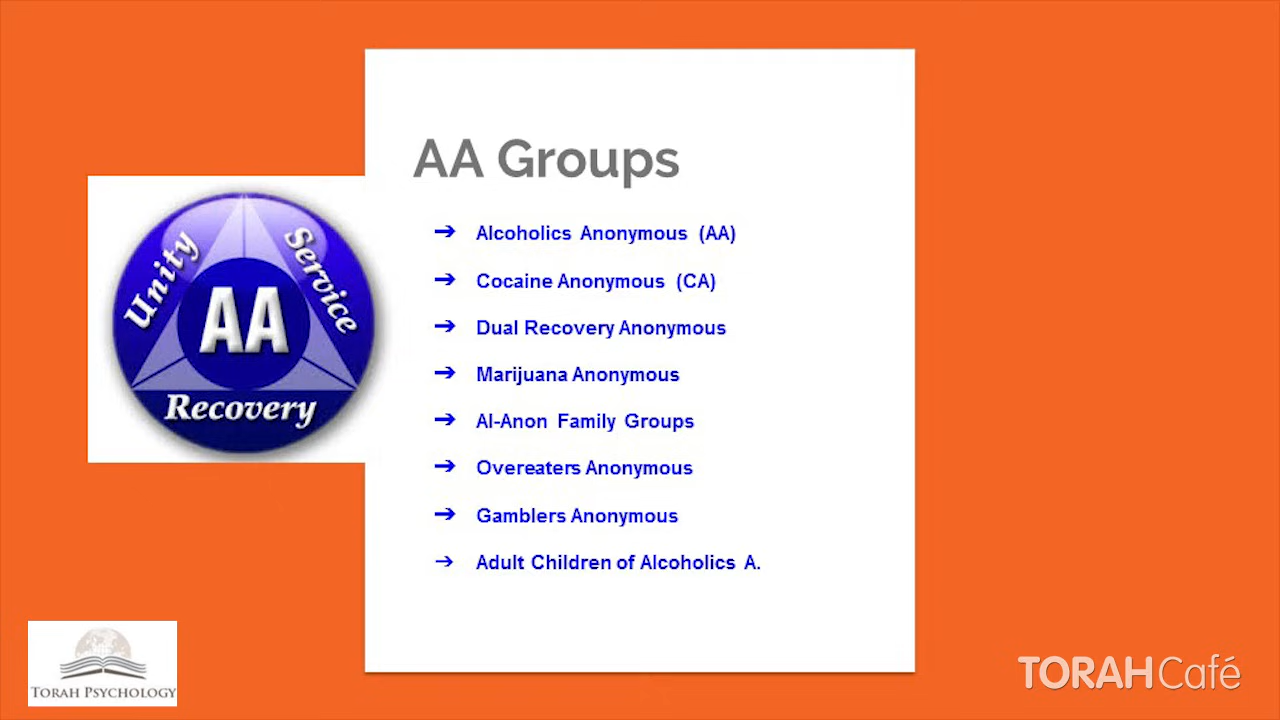 AA Groups
➔ Alcoholics Anonymous (AA)
➔ Cocaine Anonymous (CA)
➔ Dual Recovery Anonymous
➔ Marijuana Anonymous
➔ Al-Anon Family Groups
➔ Overeaters Anonymous
➔ Gamblers Anonymous
➔ Adult Children of Alcoholics A.
Unity
Service
AA
Recovery
TORAH PSYCHOLOGY
TORAHCafé